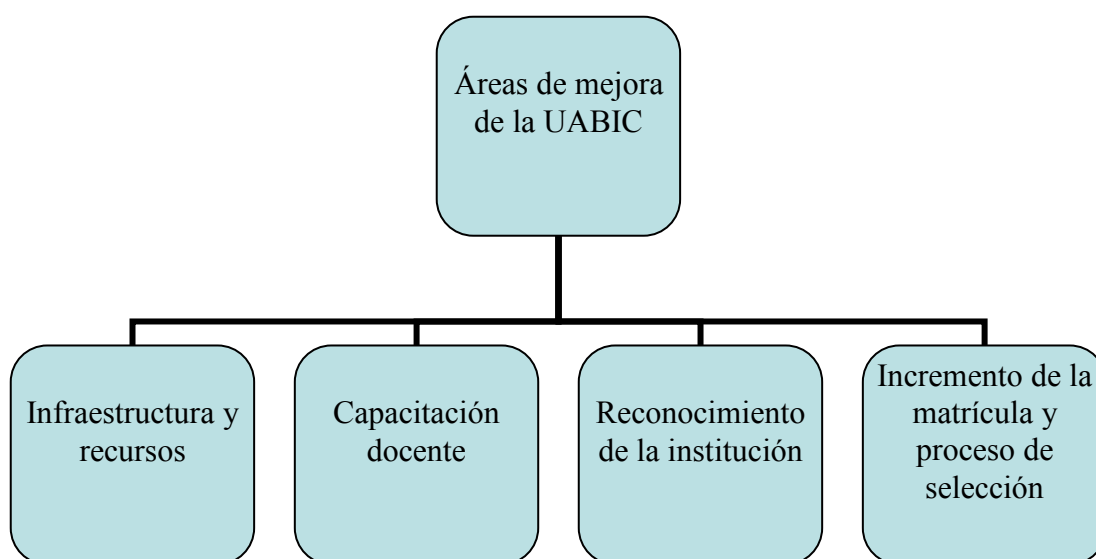 Áreas de mejora
de la UABIC
Infraestructura y
recursos
Capacitación
docente
Reconocimiento
de la institución
Incremento de la
matrícula y
proceso de
selección